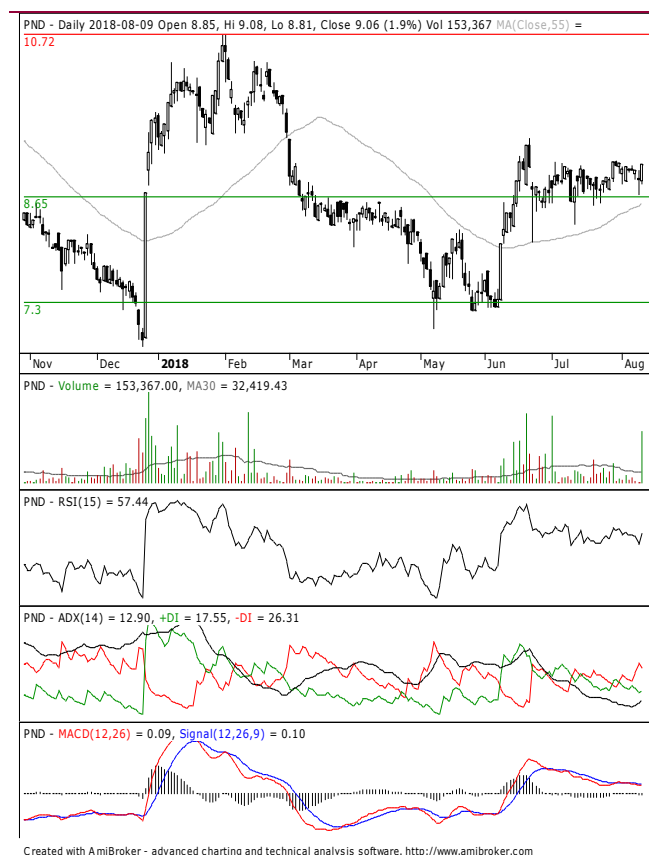 PND - Daily 2018-08-09 Open 8.85, Hi 9.08, Lo 8.81, Close 9.06 (1.9%) Vol 153,367 MA(Close,55) =
10.72
8.65
7.3
Nov Dec 2018 Feb Mar Apr May Jun Jul Aug
PND - Volume = 153,367.00, MA30 = 32,419.43
PND - RSI(15) = 57.44
PND - ADX(14) = 12.90, +DI = 17.55, -DI = 26.31
PND - MACD(12,26) = 0.09, Signal(12,26,9) = 0.10
Created with AmiBroker - advanced charting and technical analysis software. http://www.amibroker.com